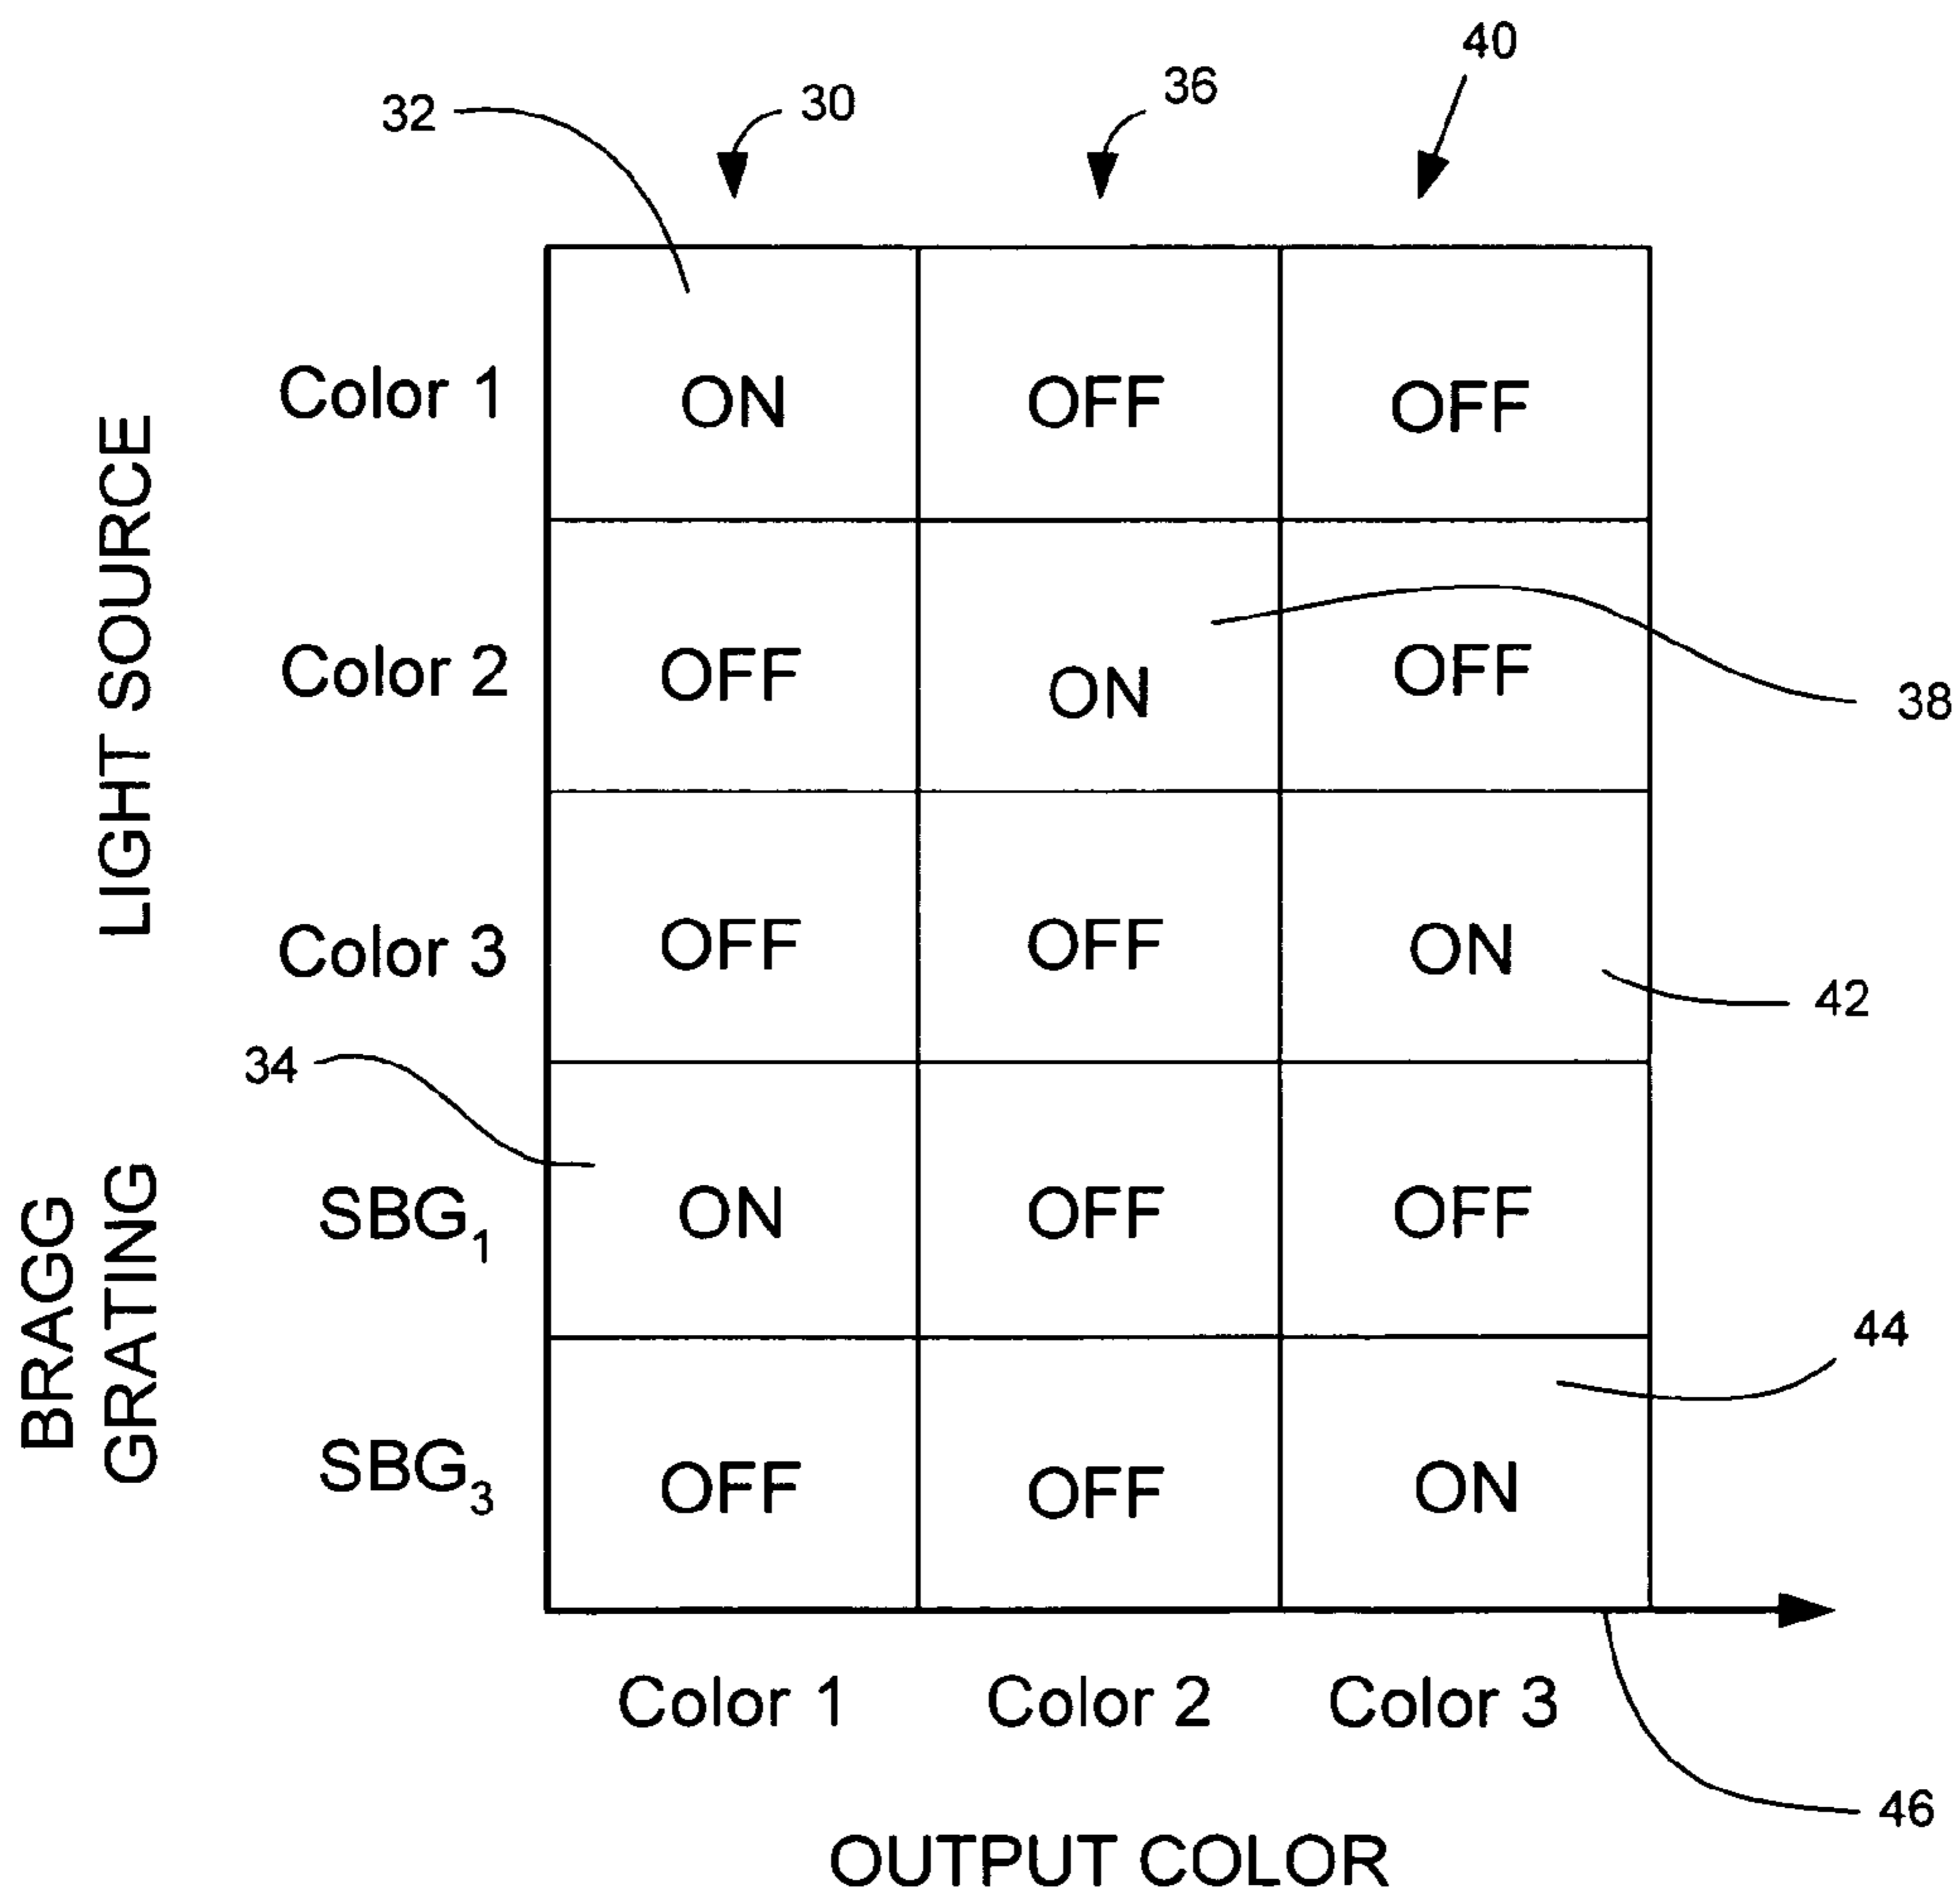 40
36
30
32
LIGHT SOURCE
Color 1 ON OFF OFF
Color 2 OFF ON OFF
38
Color 3 OFF OFF ON
42
34
BRAGG
GRATING
SBG1 ON OFF OFF
44
SBG3 OFF OFF ON
Color 1 Color 2 Color 3
46
OUTPUT COLOR